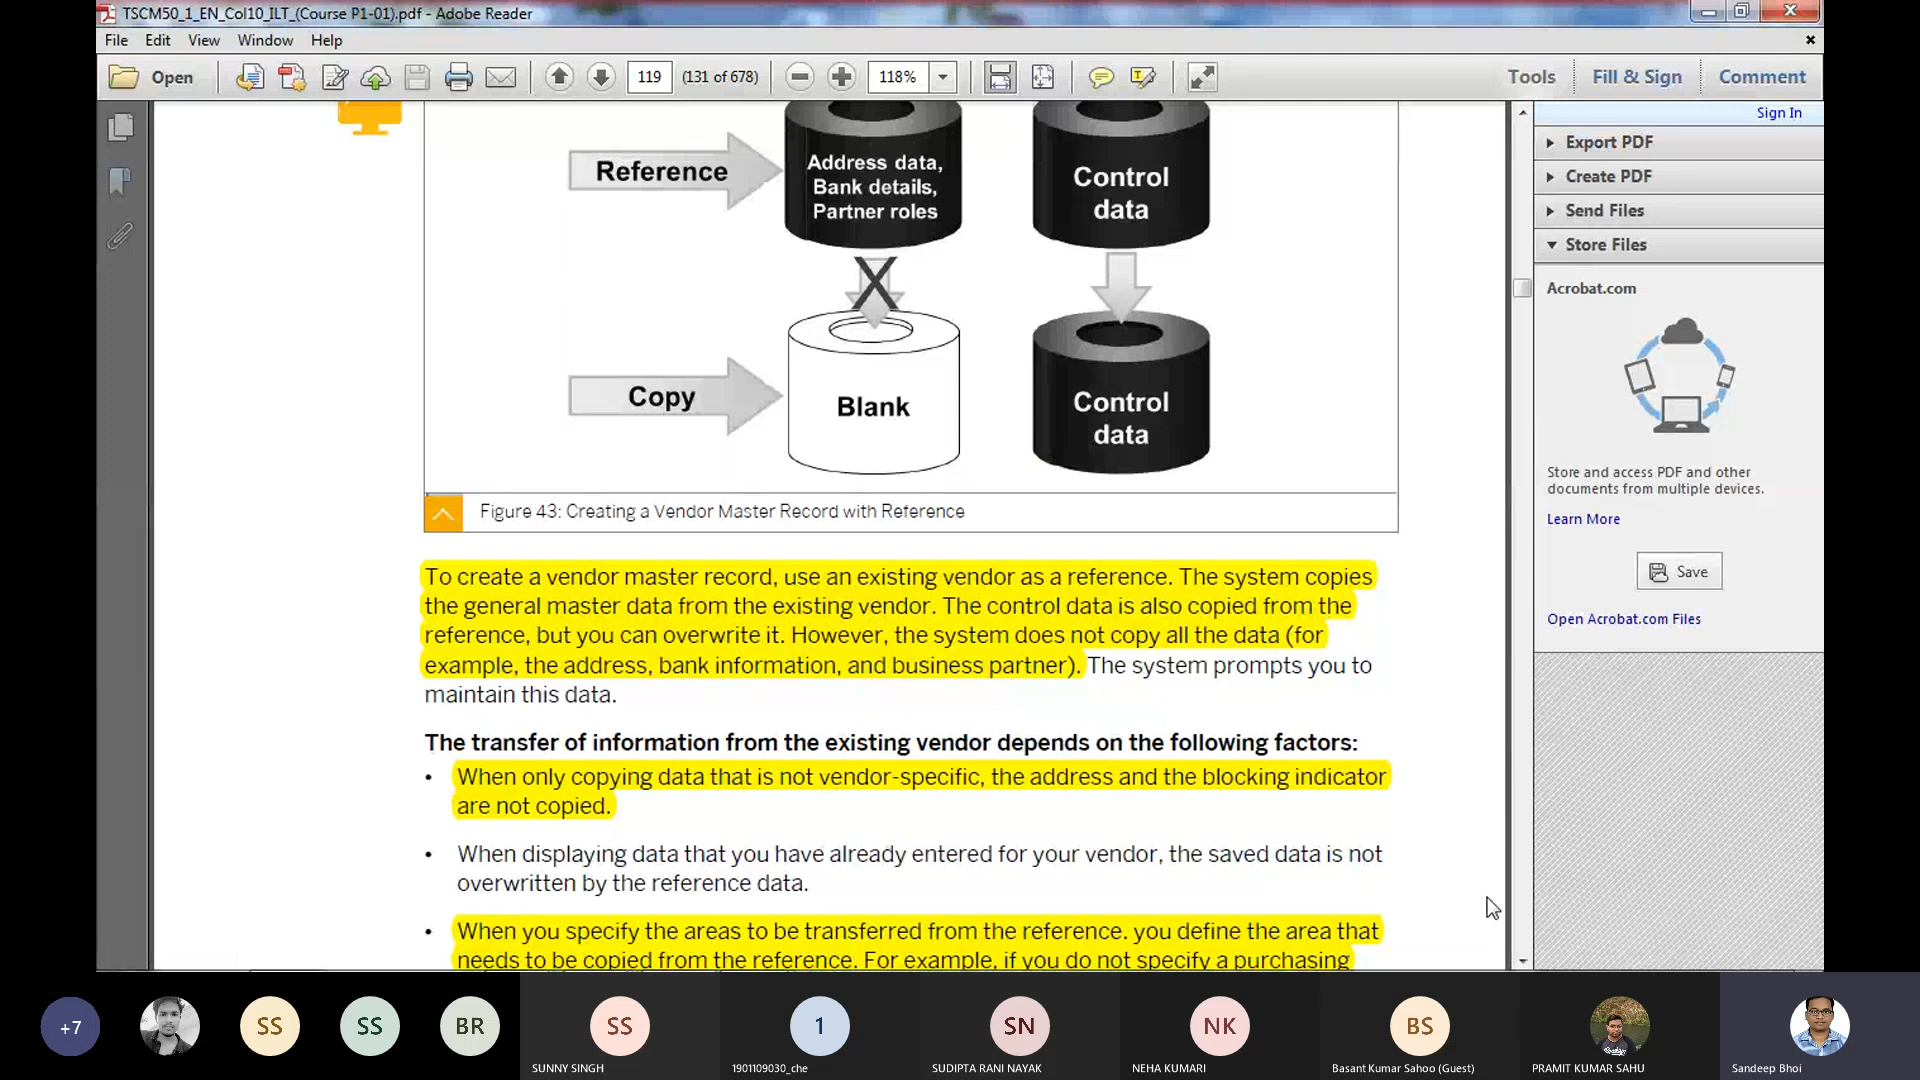 TSCM50_1_EN_Col10_ILT_(Course P1-01).pdf - Adobe Reader
File Edit View Window Help
Open 119 (131 of 678) 118% Tools Fill & Sign Comment
Sign In
Export PDF
Create PDF
Send Files
Store Files
Acrobat.com
Store and access PDF and other
documents from multiple devices.
Learn More
Save
Open Acrobat.com Files
Reference
Address data,
Bank details,
Partner roles
Control
data
X
Copy
Blank
Control
data
Figure 43: Creating a Vendor Master Record with Reference
To create a vendor master record, use an existing vendor as a reference. The system copies
the general master data from the existing vendor. The control data is also copied from the
reference, but you can overwrite it. However, the system does not copy all the data (for
example, the address, bank information, and business partner). The system prompts you to
maintain this data.
The transfer of information from the existing vendor depends on the following factors:
• When only copying data that is not vendor-specific, the address and the blocking indicator
are not copied.
• When displaying data that you have already entered for your vendor, the saved data is not
overwritten by the reference data.
• When you specify the areas to be transferred from the reference. you define the area that
needs to be copied from the reference. For example, if you do not specify a purchasing
+7
SS
SS
BR
SS
SUNNY SINGH
1
1901109030_che
SN
SUDIPTA RANI NAYAK
NK
NEHA KUMARI
BS
Basant Kumar Sahoo (Guest)
PRAMIT KUMAR SAHU
Sandeep Bhoi